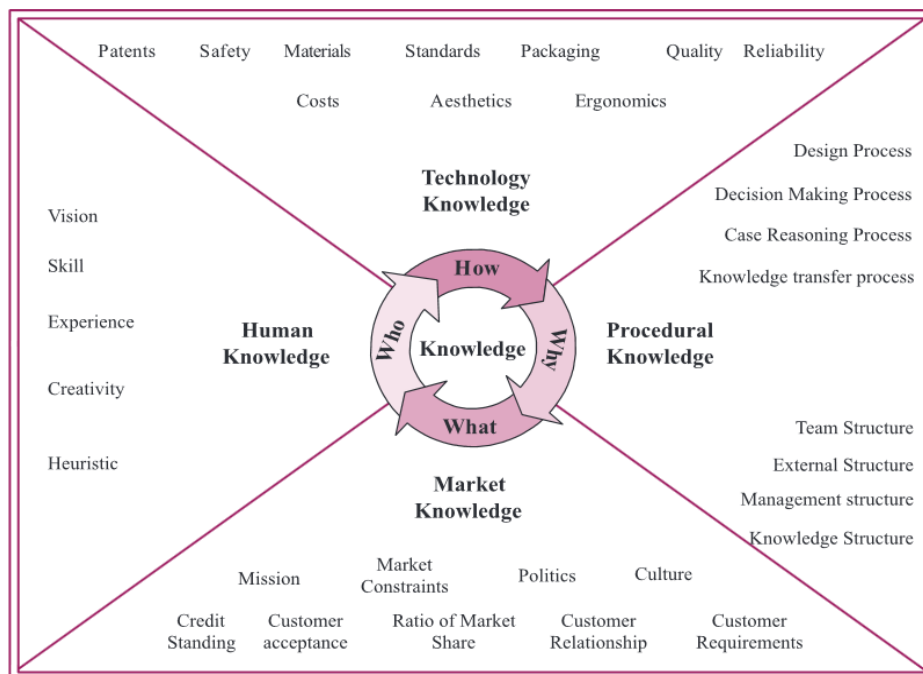 Patents Safety Materials Standards Packaging Quality Reliability
Costs Aesthetics Ergonomics
Technology
Knowledge
Design Process
Decision Making Process
Case Reasoning Process
Knowledge transfer process
Vision
Skill
Experience
Creativity
Heuristic
Human
Knowledge
How
Who
Knowledge
Why
What
Procedural
Knowledge
Team Structure
External Structure
Management structure
Knowledge Structure
Market
Knowledge
Mission
Market
Constraints
Politics
Culture
Credit
Standing
Customer
acceptance
Ratio of Market
Share
Customer
Relationship
Customer
Requirements